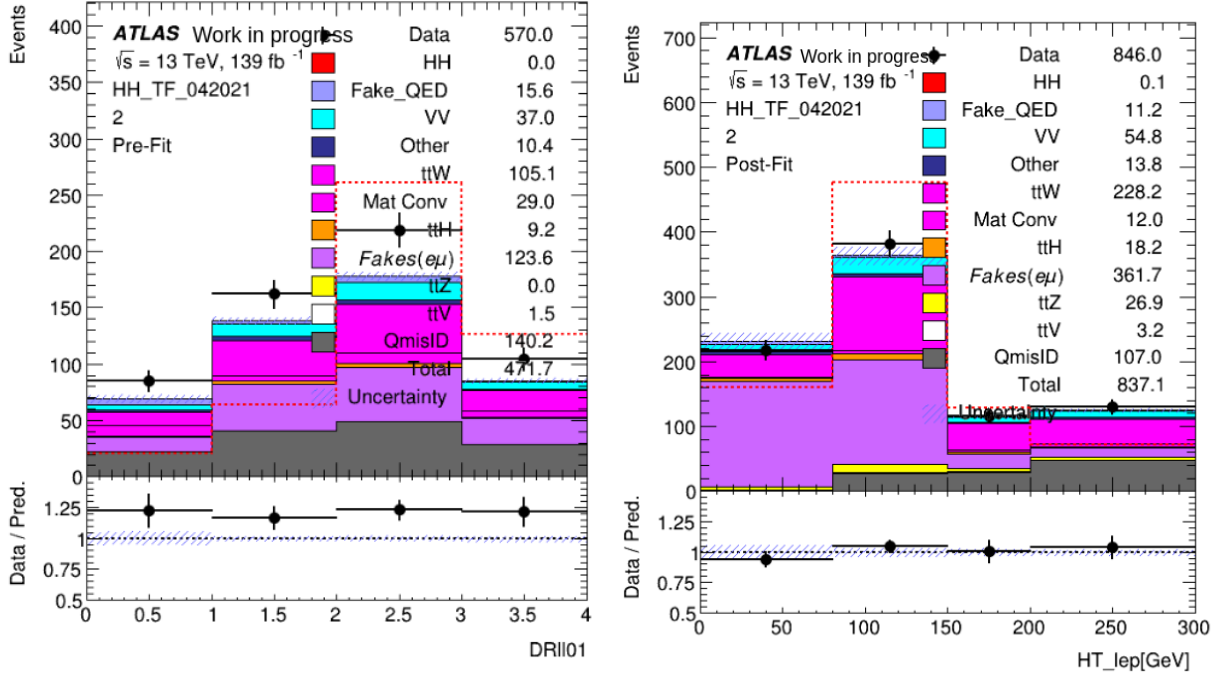 Events
400
350
300
250
200
150
100
50
0
ATLAS Work in progress
√s = 13 TeV, 139 fb -1
HH_TF_042021
2
Pre-Fit
Data 570.0
HH 0.0
Fake_QED 15.6
VV 37.0
Other 10.4
ttW 105.1
Mat Conv 29.0
ttH 9.2
Fakes(eμ) 123.6
ttZ 0.0
ttV 1.5
QmisID 140.2
Total 471.7
Uncertainty
Data / Pred.
1.25
1
0.75
0.5
0 0.5 1 1.5 2 2.5 3 3.5 4
DRll01
Events
700
600
500
400
300
200
100
0
ATLAS Work in progress
√s = 13 TeV, 139 fb -1
HH_TF_042021
2
Post-Fit
Data 846.0
HH 0.1
Fake_QED 11.2
VV 54.8
Other 13.8
ttW 228.2
Mat Conv 12.0
ttH 18.2
Fakes(eμ) 361.7
ttZ 26.9
ttV 3.2
QmisID 107.0
Total 837.1
Uncertainty
Data / Pred.
1.25
1
0.75
0.5
0 50 100 150 200 250 300
HT_lep[GeV]